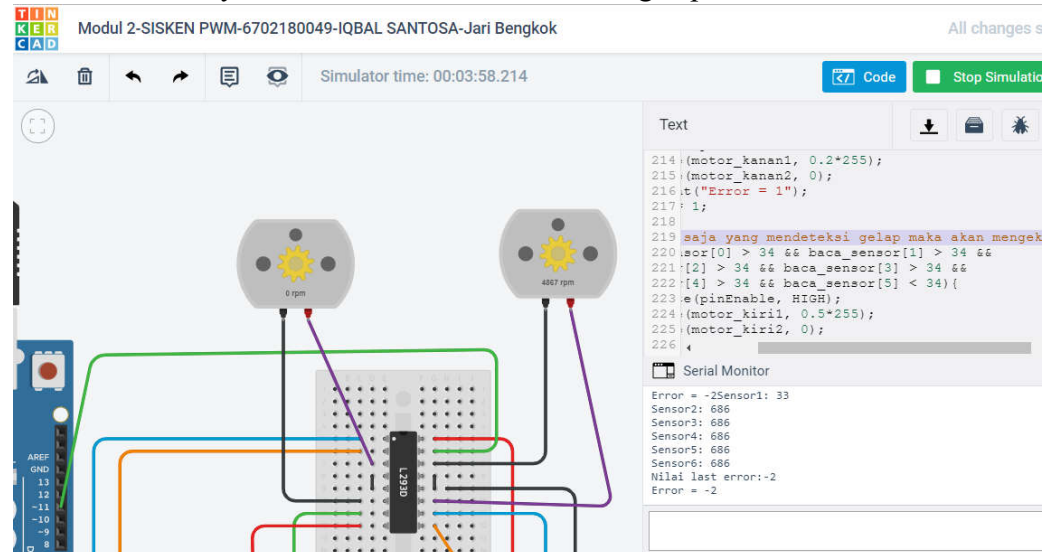 TIN
KER
CAD
Modul 2-SISKEN PWM-6702180049-IQBAL SANTOSA-Jari Bengkok
All changes s
Simulator time: 00:03:58.214
Code
Stop Simulatio
Text
214 (motor_kanan1, 0.2*255);
215 (motor_kanan2, 0);
216 t("Error = 1");
217 1;
218
219 saja yang mendeteksi gelap maka akan mengek
220 sor[0] > 34 && baca_sensor[1] > 34 &&
221 [2] > 34 && baca_sensor[3] > 34 &&
222 [4] > 34 && baca_sensor[5] < 34){
223 e(pinEnable, HIGH);
224 (motor_kiri1, 0.5*255);
225 (motor_kiri2, 0);
226
Serial Monitor
Error = -2Sensor1: 33
Sensor2: 686
Sensor3: 686
Sensor4: 686
Sensor5: 686
Sensor6: 686
Nilai last error:-2
Error = -2
0 rpm
4867 rpm
L293D
AREF
GND
13
12
~11
~10
~9
8